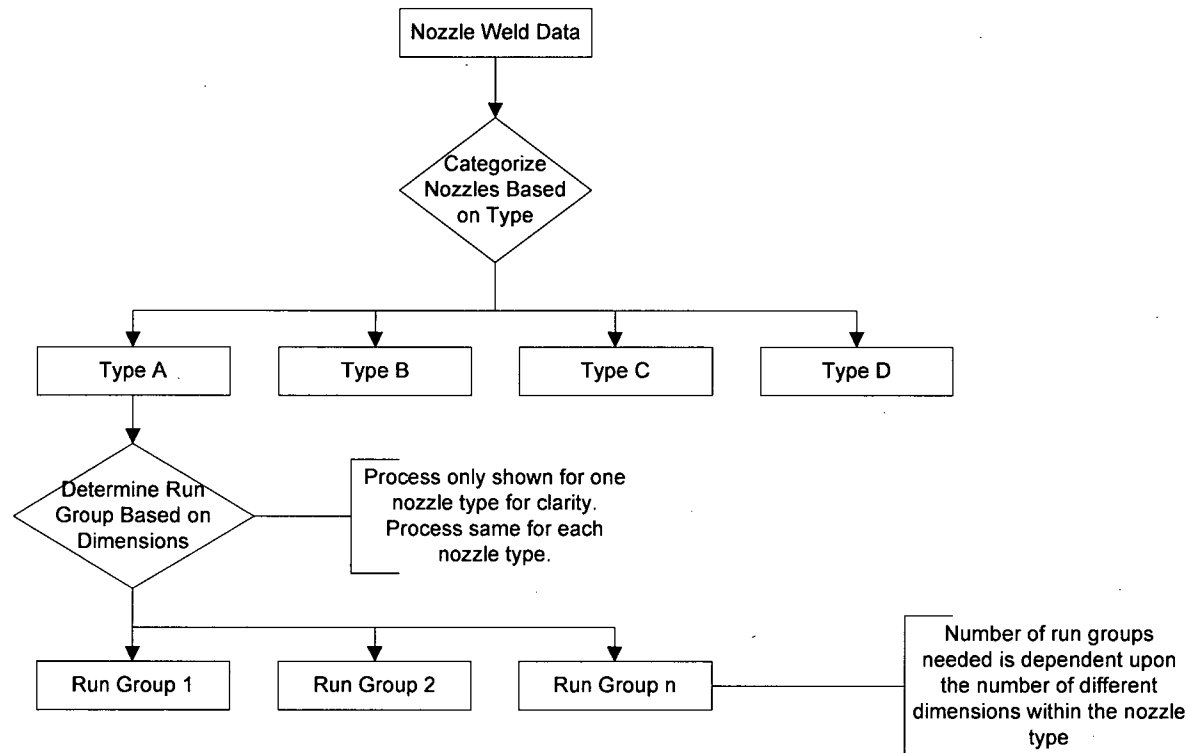 Nozzle Weld Data
Categorize
Nozzles Based
on Type
Type A
Type B
Type C
Type D
Determine Run
Group Based on
Dimensions
Process only shown for one
nozzle type for clarity.
Process same for each
nozzle type.
Run Group 1
Run Group 2
Run Group n
Number of run groups
needed is dependent upon
the number of different
dimensions within the nozzle
type